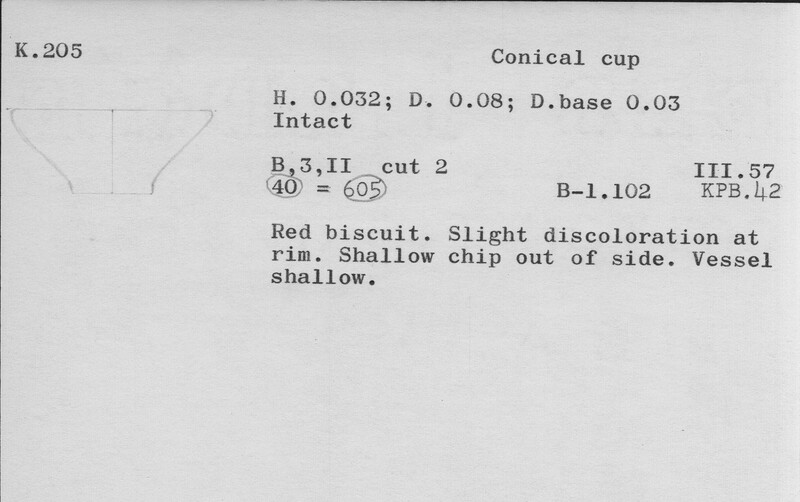 K.205
Conical cup
H. 0.032; D. 0.08; D.base 0.03
Intact
B,3,II cut 2 III.57
40 = 605 B-1.102 KPB.42
Red biscuit. Slight discoloration at
rim. Shallow chip out of side. Vessel
shallow.